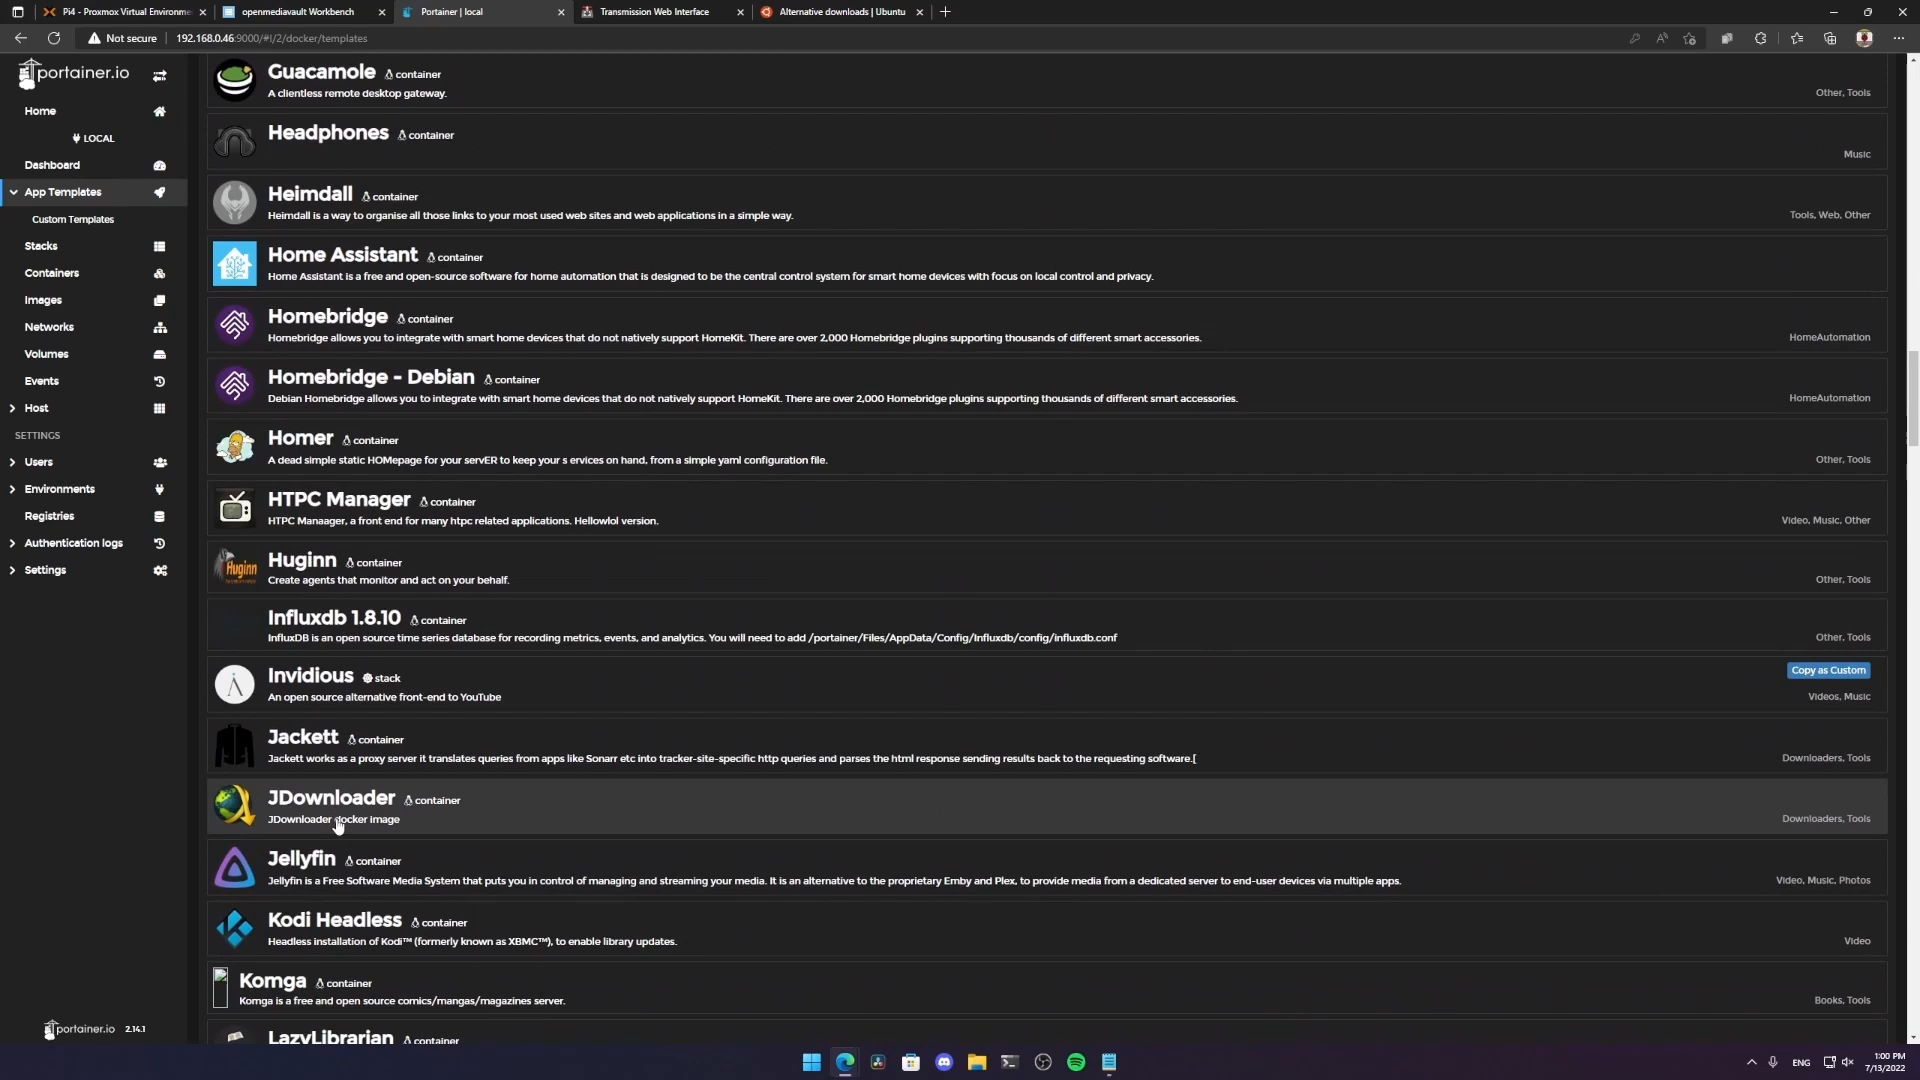 Pi4 - Proxmox Virtual Environme
openmediavault Workbench
Portainer | local
Transmission Web Interface
Alternative downloads | Ubuntu
Not secure
192.168.0.46:9000/#!/2/docker/templates
portainer.io
Home
LOCAL
Dashboard
App Templates
Custom Templates
Stacks
Containers
Images
Networks
Volumes
Events
Host
SETTINGS
Users
Environments
Registries
Authentication logs
Settings
portainer.io 2.14.1
Guacamole container
A clientless remote desktop gateway.
Other, Tools
Headphones container
Music
Heimdall container
Heimdall is a way to organise all those links to your most used web sites and web applications in a simple way.
Tools, Web, Other
Home Assistant container
Home Assistant is a free and open-source software for home automation that is designed to be the central control system for smart home devices with focus on local control and privacy.
Homebridge container
Homebridge allows you to integrate with smart home devices that do not natively support HomeKit. There are over 2,000 Homebridge plugins supporting thousands of different smart accessories.
HomeAutomation
Homebridge - Debian container
Debian Homebridge allows you to integrate with smart home devices that do not natively support HomeKit. There are over 2,000 Homebridge plugins supporting thousands of different smart accessories.
HomeAutomation
Homer container
A dead simple static HOMepage for your servER to keep your s ervices on hand, from a simple yaml configuration file.
Other, Tools
HTPC Manager container
HTPC Manaager, a front end for many htpc related applications. Hellowlol version.
Video, Music, Other
Huginn container
Huginn
Create agents that monitor and act on your behalf.
Other, Tools
Influxdb 1.8.10 container
InfluxDB is an open source time series database for recording metrics, events, and analytics. You will need to add /portainer/Files/AppData/Config/Influxdb/config/influxdb.conf
Other, Tools
Invidious stack
Copy as Custom
An open source alternative front-end to YouTube
Videos, Music
Jackett container
Jackett works as a proxy server it translates queries from apps like Sonarr etc into tracker-site-specific http queries and parses the html response sending results back to the requesting software.[
Downloaders, Tools
JDownloader container
JDownloader docker image
Downloaders, Tools
Jellyfin container
Jellyfin is a Free Software Media System that puts you in control of managing and streaming your media. It is an alternative to the proprietary Emby and Plex, to provide media from a dedicated server to end-user devices via multiple apps.
Video, Music, Photos
Kodi Headless container
Headless installation of Kodi™ (formerly known as XBMC™), to enable library updates.
Video
Komga container
Komga is a free and open source comics/mangas/magazines server.
Books, Tools
LazyLibrarian container
ENG
1:00 PM
7/13/2022